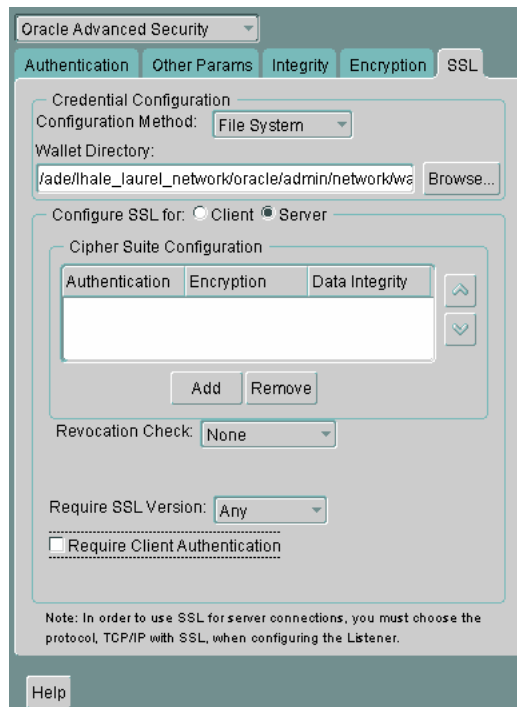 Oracle Advanced Security
Authentication Other Params Integrity Encryption SSL
Credential Configuration
Configuration Method: File System
Wallet Directory:
/ade/lhale_laurel_network/oracle/admin/network/wa Browse...
Configure SSL for: Client Server
Cipher Suite Configuration
Authentication Encryption Data Integrity
Add Remove
Revocation Check: None
Require SSL Version: Any
Require Client Authentication
Note: In order to use SSL for server connections, you must choose the
protocol, TCP/IP with SSL, when configuring the Listener.
Help